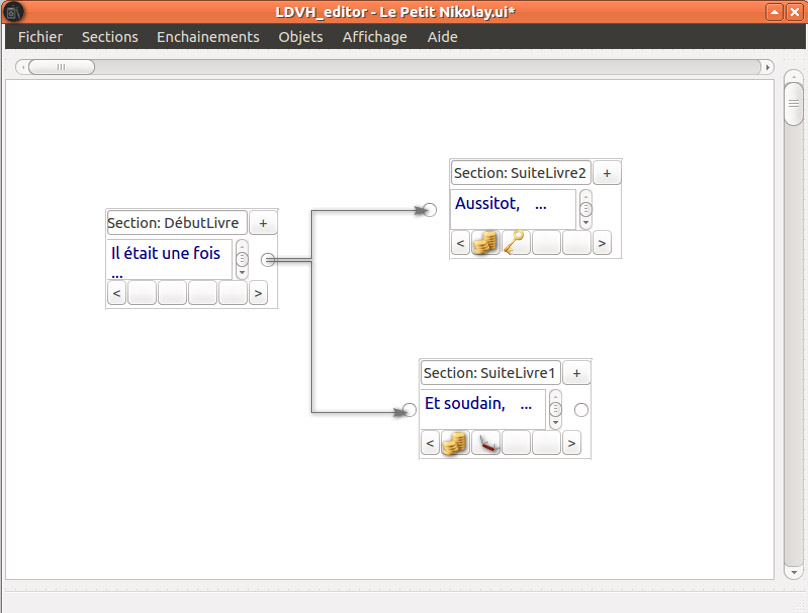 LDVH_editor - Le Petit Nikolay.ui*
Fichier Sections Enchainements Objets Affichage Aide
Section: SuiteLivre2 +
Aussitot, ...
< >
Section: DébutLivre +
Il était une fois
...
< >
Section: SuiteLivre1 +
Et soudain, ...
< >